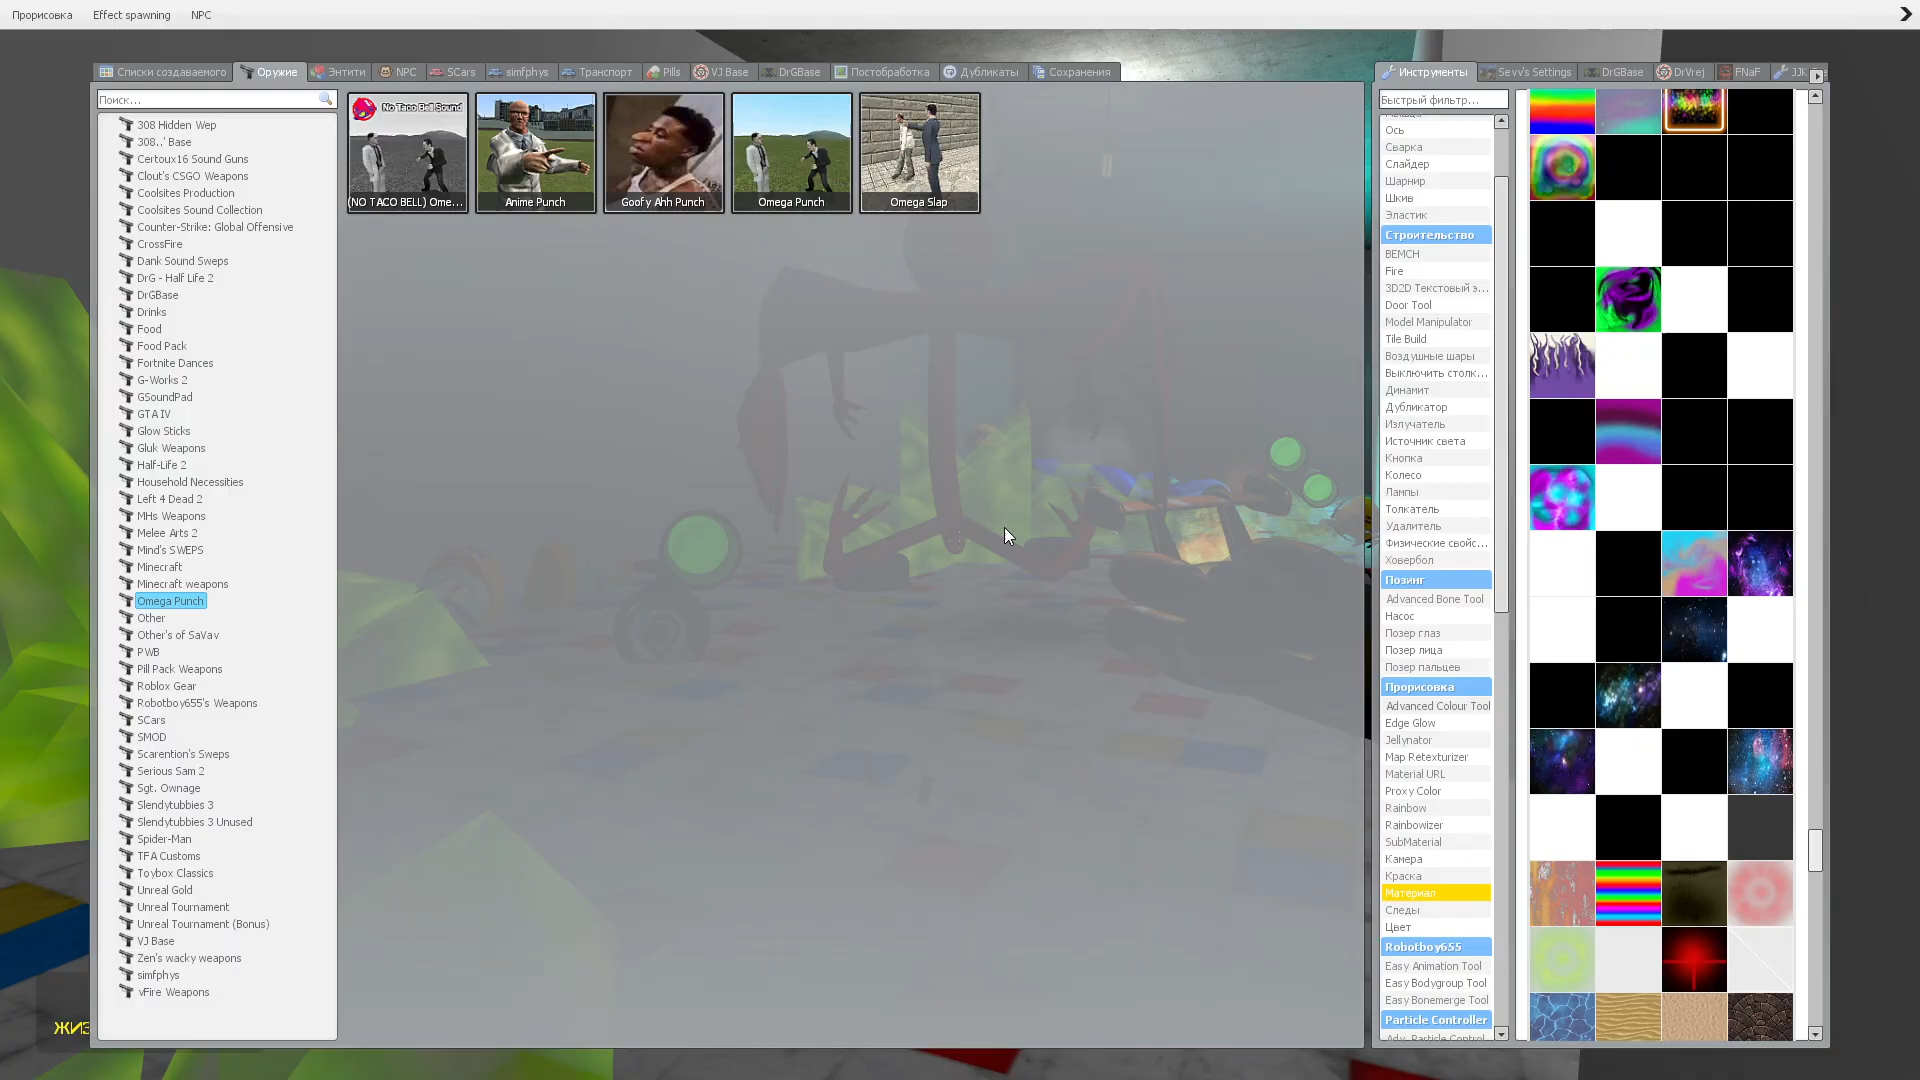 Прорисовка Effect spawning NPC
Списки создаваемого Оружие Энтити NPC SCars simfphys Транспорт Pills VJ Base DrGBase Постобработка Дубликаты Сохранения
Поиск...
308 Hidden Wep
308..' Base
Certoux16 Sound Guns
Clout's CSGO Weapons
Coolsites Production
Coolsites Sound Collection
Counter-Strike: Global Offensive
CrossFire
Dank Sound Sweps
DrG - Half Life 2
DrGBase
Drinks
Food
Food Pack
Fortnite Dances
G-Works 2
GSoundPad
GTA IV
Glow Sticks
Gluk Weapons
Half-Life 2
Household Necessities
Left 4 Dead 2
MHs Weapons
Melee Arts 2
Mind's SWEPS
Minecraft
Minecraft weapons
Omega Punch
Other
Other's of SaVav
PWB
Pill Pack Weapons
Roblox Gear
Robotboy655's Weapons
SCars
SMOD
Scarention's Sweps
Serious Sam 2
Sgt. Ownage
Slendytubbies 3
Slendytubbies 3 Unused
Spider-Man
TFA Customs
Toybox Classics
Unreal Gold
Unreal Tournament
Unreal Tournament (Bonus)
VJ Base
Zen's wacky weapons
simfphys
vFire Weapons
No Taco Bell Sound
(NO TACO BELL) Ome...
Anime Punch
Goofy Ahh Punch
Omega Punch
Omega Slap
Инструменты Sevv's Settings DrGBase DrVrej FNaF
Быстрый фильтр...
Ось
Сварка
Слайдер
Шарнир
Шкив
Эластик
Строительство
BEMCH
Fire
3D2D Текстовый э...
Door Tool
Model Manipulator
Tile Build
Воздушные шары
Выключить столк...
Динамит
Дубликатор
Излучатель
Источник света
Кнопка
Колесо
Лампы
Толкатель
Удалитель
Физические свойс...
Ховербол
Позинг
Advanced Bone Tool
Насос
Позер глаз
Позер лица
Позер пальцев
Прорисовка
Advanced Colour Tool
Edge Glow
Jellynator
Map Retexturizer
Material URL
Proxy Color
Rainbow
Rainbowizer
SubMaterial
Камера
Краска
Материал
Следы
Цвет
Robotboy655
Easy Animation Tool
Easy Bodygroup Tool
Easy Bonemerge Tool
Particle Controller
ЖИЗ